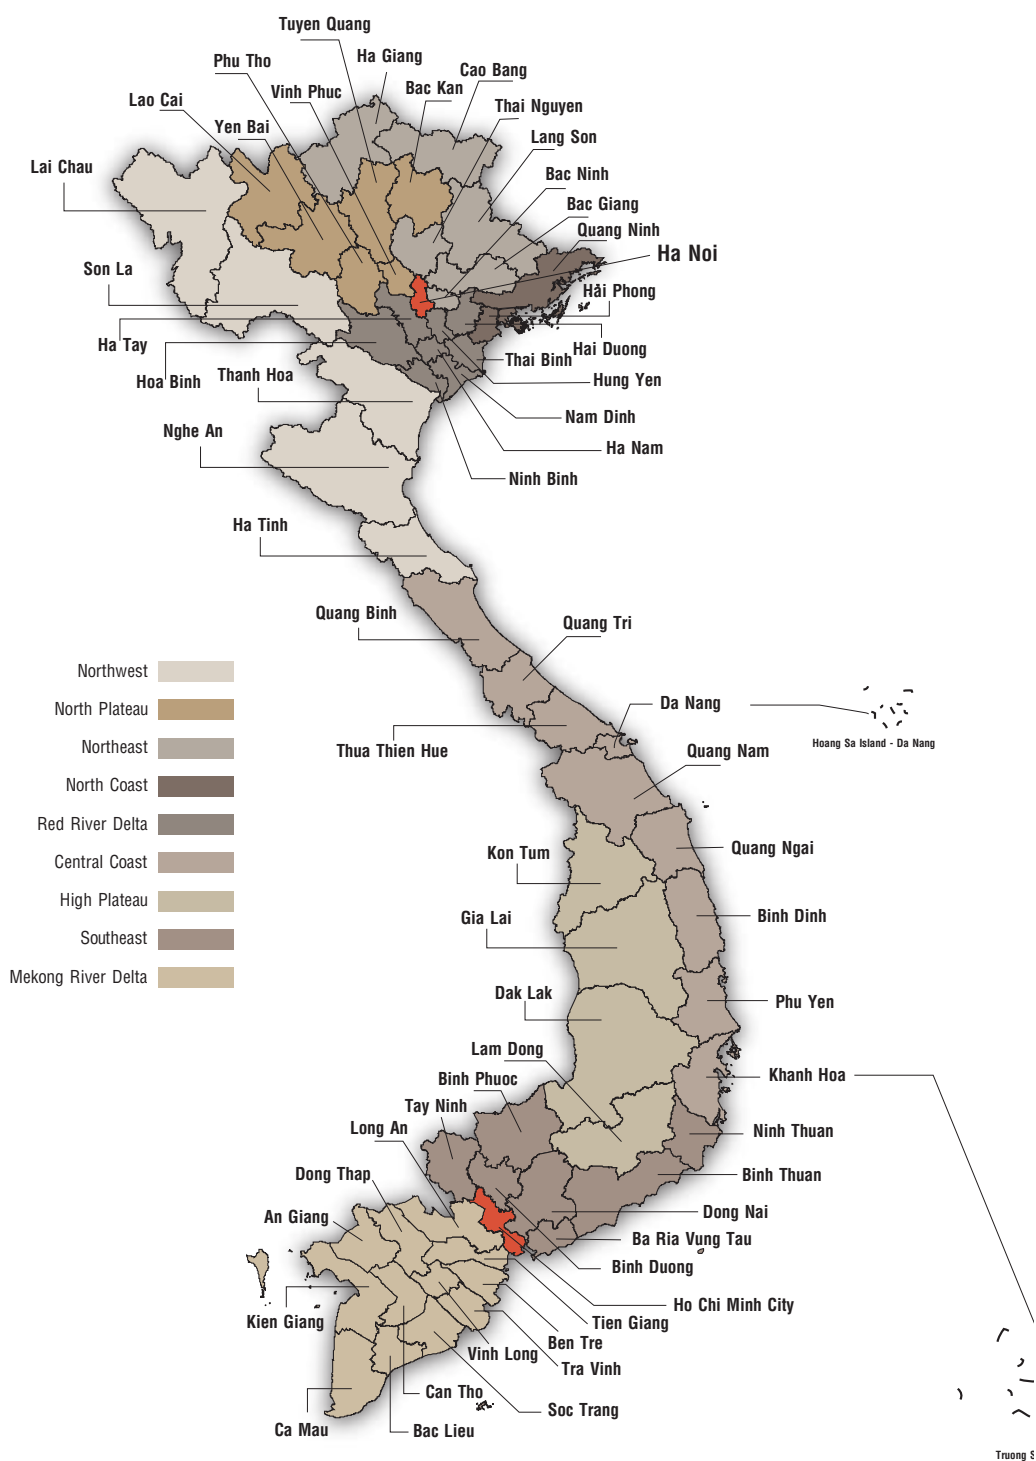 Tuyen Quang
Ha Giang
Phu Tho
Cao Bang
Vinh Phuc
Bac Kan
Lao Cai
Thai Nguyen
Yen Bai
Lang Son
Lai Chau
Bac Ninh
Bac Giang
Quang Ninh
Ha Noi
Son La
Hải Phong
Ha Tay
Hai Duong
Thai Binh
Hoa Binh
Thanh Hoa
Hung Yen
Nam Dinh
Nghe An
Ha Nam
Ninh Binh
Ha Tinh
Quang Binh
Quang Tri
Northwest
North Plateau
Northeast
North Coast
Red River Delta
Central Coast
High Plateau
Southeast
Mekong River Delta
Da Nang
Hoang Sa Island - Da Nang
Thua Thien Hue
Quang Nam
Kon Tum
Quang Ngai
Gia Lai
Binh Dinh
Dak Lak
Phu Yen
Lam Dong
Binh Phuoc
Khanh Hoa
Tay Ninh
Long An
Ninh Thuan
Dong Thap
Binh Thuan
An Giang
Dong Nai
Ba Ria Vung Tau
Binh Duong
Ho Chi Minh City
Kien Giang
Tien Giang
Ben Tre
Vinh Long
Tra Vinh
Can Tho
Soc Trang
Ca Mau
Bac Lieu
Truong S